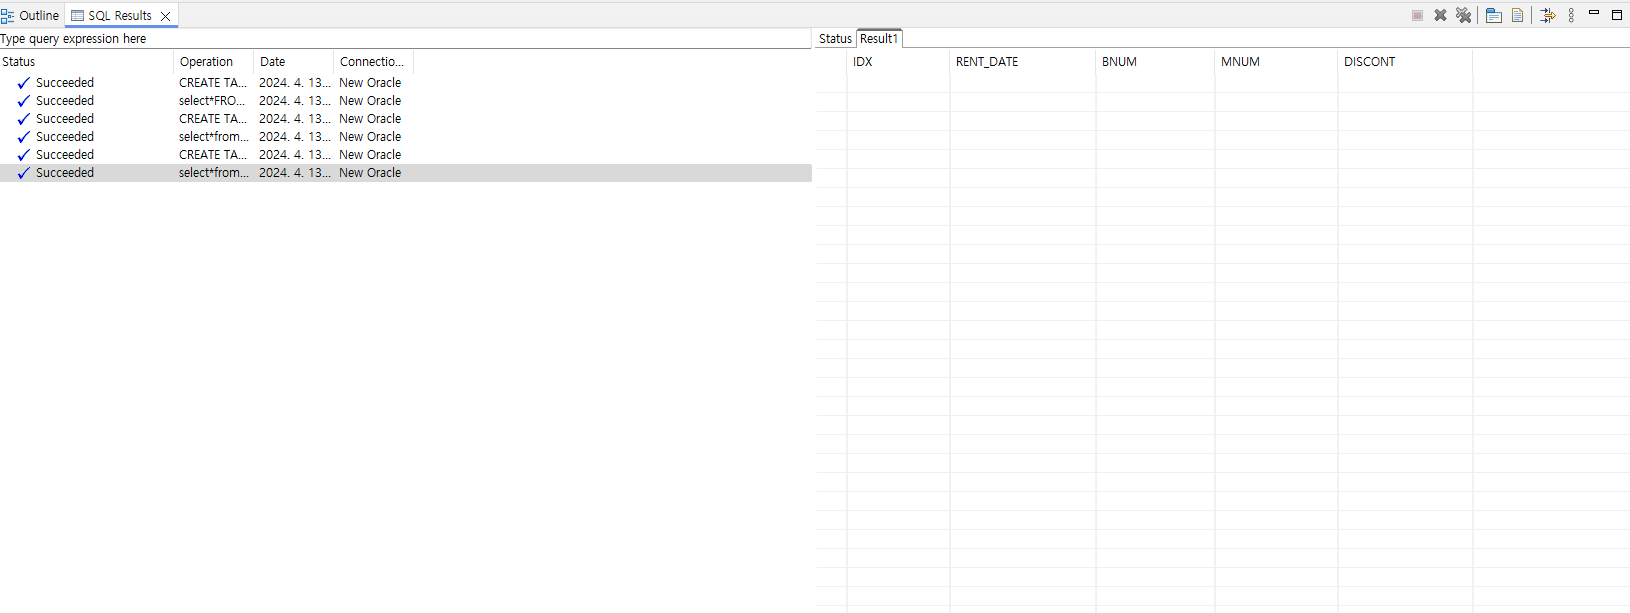 Outline SQL Results
Type query expression here
Status Operation Date Connectio...
Succeeded CREATE TA... 2024. 4. 13... New Oracle
Succeeded select*FRO... 2024. 4. 13... New Oracle
Succeeded CREATE TA... 2024. 4. 13... New Oracle
Succeeded select*from... 2024. 4. 13... New Oracle
Succeeded CREATE TA... 2024. 4. 13... New Oracle
Succeeded select*from... 2024. 4. 13... New Oracle
Status Result1
IDX RENT_DATE BNUM MNUM DISCONT